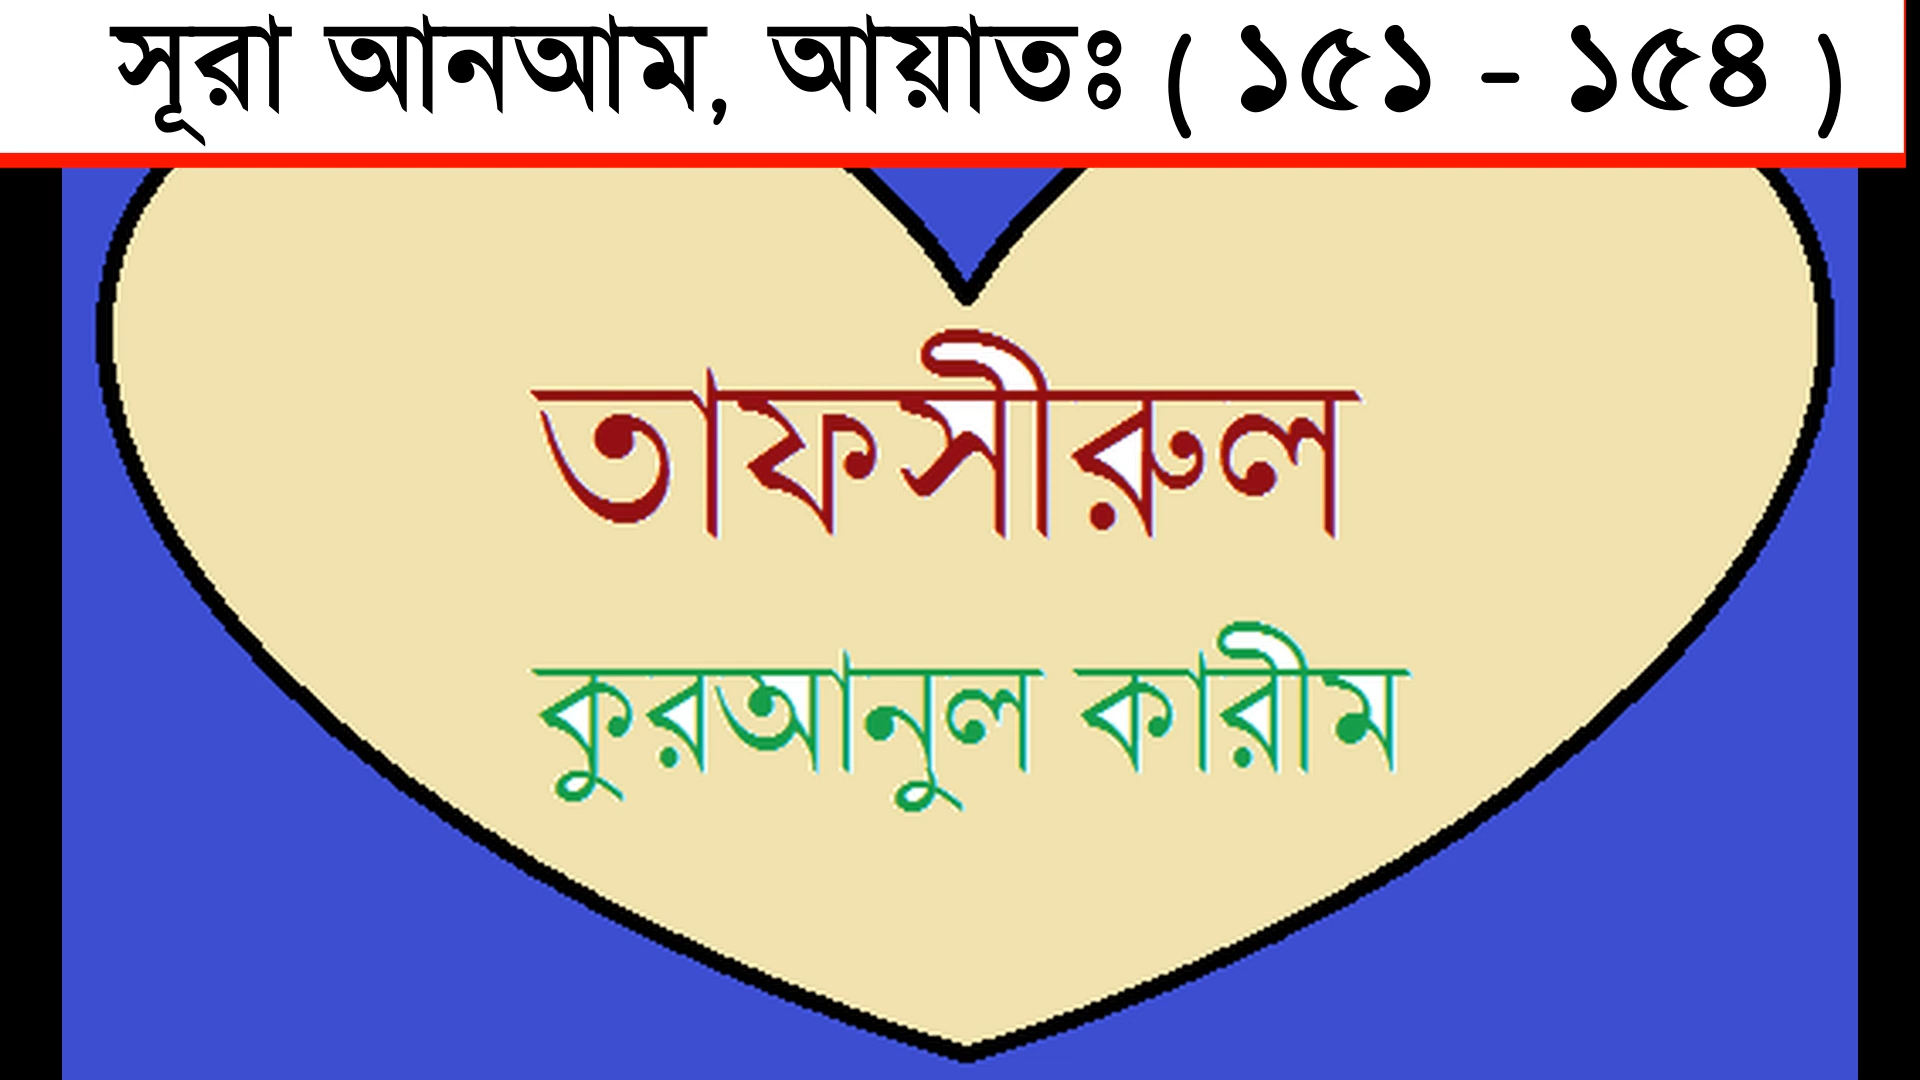 সূরা আনআম, আয়াতঃ ( ১৫১ - ১৫৪ )
তাফসীরুল
কুরআনুল কারীম